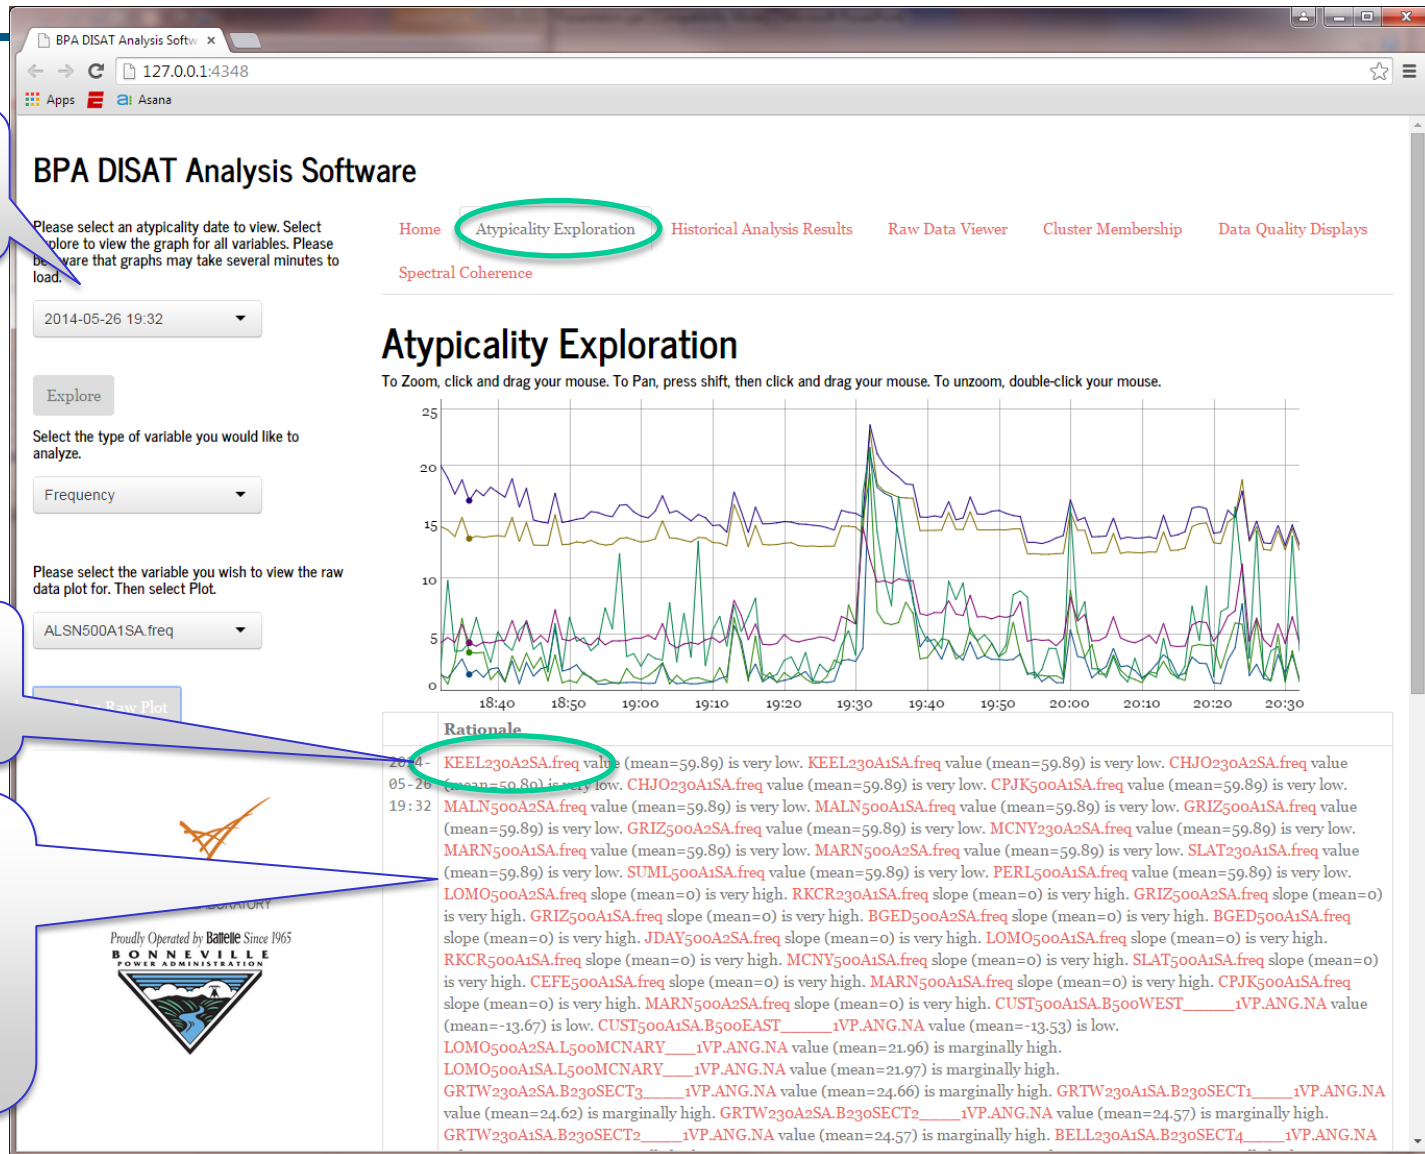 BPA DISAT Analysis Softw
127.0.0.1:4348
Apps
Asana
BPA DISAT Analysis Software
Please select an atypicality date to view. Select
explore to view the graph for all variables. Please
be aware that graphs may take several minutes to
load.
2014-05-26 19:32
Explore
Select the type of variable you would like to
analyze.
Frequency
Please select the variable you wish to view the raw
data plot for. Then select Plot.
ALSN500A1SA.freq
Raw Plot
LABORATORY
Proudly Operated by Battelle Since 1965
BONNEVILLE
POWER ADMINISTRATION
Home Atypicality Exploration Historical Analysis Results Raw Data Viewer Cluster Membership Data Quality Displays
Spectral Coherence
Atypicality Exploration
To Zoom, click and drag your mouse. To Pan, press shift, then click and drag your mouse. To unzoom, double-click your mouse.
25
20
15
10
5
0
18:40 18:50 19:00 19:10 19:20 19:30 19:40 19:50 20:00 20:10 20:20 20:30
Rationale
2014-
05-26
19:32
KEEL230A2SA.freq value (mean=59.89) is very low. KEEL230A1SA.freq value (mean=59.89) is very low. CHJO230A2SA.freq value
(mean=59.89) is very low. CHJO230A1SA.freq value (mean=59.89) is very low. CPJK500A1SA.freq value (mean=59.89) is very low.
MALN500A2SA.freq value (mean=59.89) is very low. MALN500A1SA.freq value (mean=59.89) is very low. GRIZ500A1SA.freq value
(mean=59.89) is very low. GRIZ500A2SA.freq value (mean=59.89) is very low. MCNY230A2SA.freq value (mean=59.89) is very low.
MARN500A1SA.freq value (mean=59.89) is very low. MARN500A2SA.freq value (mean=59.89) is very low. SLAT230A1SA.freq value
(mean=59.89) is very low. SUML500A1SA.freq value (mean=59.89) is very low. PERL500A1SA.freq value (mean=59.89) is very low.
LOMO500A2SA.freq slope (mean=0) is very high. RKCR230A1SA.freq slope (mean=0) is very high. GRIZ500A2SA.freq slope (mean=0)
is very high. GRIZ500A1SA.freq slope (mean=0) is very high. BGED500A2SA.freq slope (mean=0) is very high. BGED500A1SA.freq
slope (mean=0) is very high. JDAY500A2SA.freq slope (mean=0) is very high. LOMO500A1SA.freq slope (mean=0) is very high.
RKCR500A1SA.freq slope (mean=0) is very high. MCNY500A1SA.freq slope (mean=0) is very high. SLAT500A1SA.freq slope (mean=0)
is very high. CEFE500A1SA.freq slope (mean=0) is very high. MARN500A1SA.freq slope (mean=0) is very high. CPJK500A1SA.freq
slope (mean=0) is very high. MARN500A2SA.freq slope (mean=0) is very high. CUST500A1SA.B500WEST_____1VP.ANG.NA value
(mean=-13.67) is low. CUST500A1SA.B500EAST_____1VP.ANG.NA value (mean=-13.53) is low.
LOMO500A2SA.L500MCNARY___1VP.ANG.NA value (mean=21.96) is marginally high.
LOMO500A1SA.L500MCNARY___1VP.ANG.NA value (mean=21.97) is marginally high.
GRTW230A2SA.B230SECT3____1VP.ANG.NA value (mean=24.66) is marginally high. GRTW230A1SA.B230SECT1____1VP.ANG.NA
value (mean=24.62) is marginally high. GRTW230A2SA.B230SECT2____1VP.ANG.NA value (mean=24.57) is marginally high.
GRTW230A1SA.B230SECT2____1VP.ANG.NA value (mean=24.57) is marginally high. BELL230A1SA.B230SECT4____1VP.ANG.NA